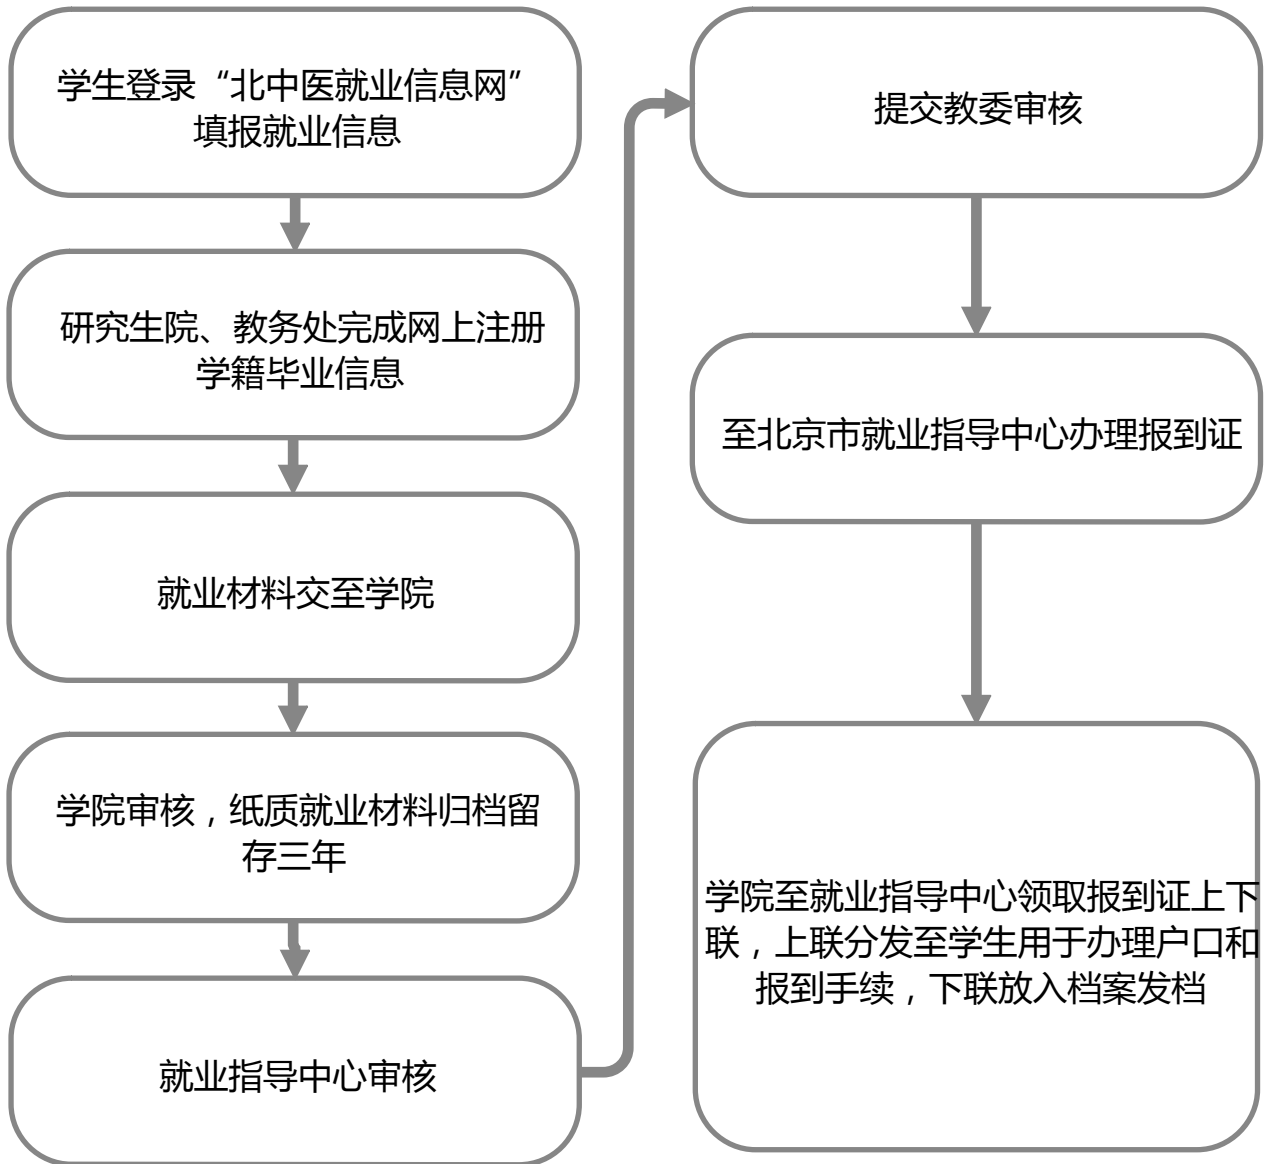 学生登录“北中医就业信息网”
填报就业信息
研究生院、教务处完成网上注册
学籍毕业信息
就业材料交至学院
学院审核，纸质就业材料归档留
存三年
就业指导中心审核
提交教委审核
至北京市就业指导中心办理报到证
学院至就业指导中心领取报到证上下
联，上联分发至学生用于办理户口和
报到手续，下联放入档案发档